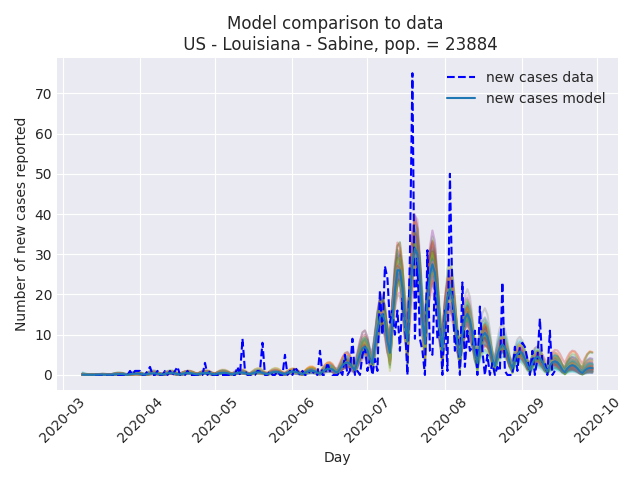 Model comparison to data
US - Louisiana - Sabine, pop. = 23884
new cases data
new cases model
Number of new cases reported
70
60
50
40
30
20
10
0
2020-03
2020-04
2020-05
2020-06
2020-07
2020-08
2020-09
2020-10
Day